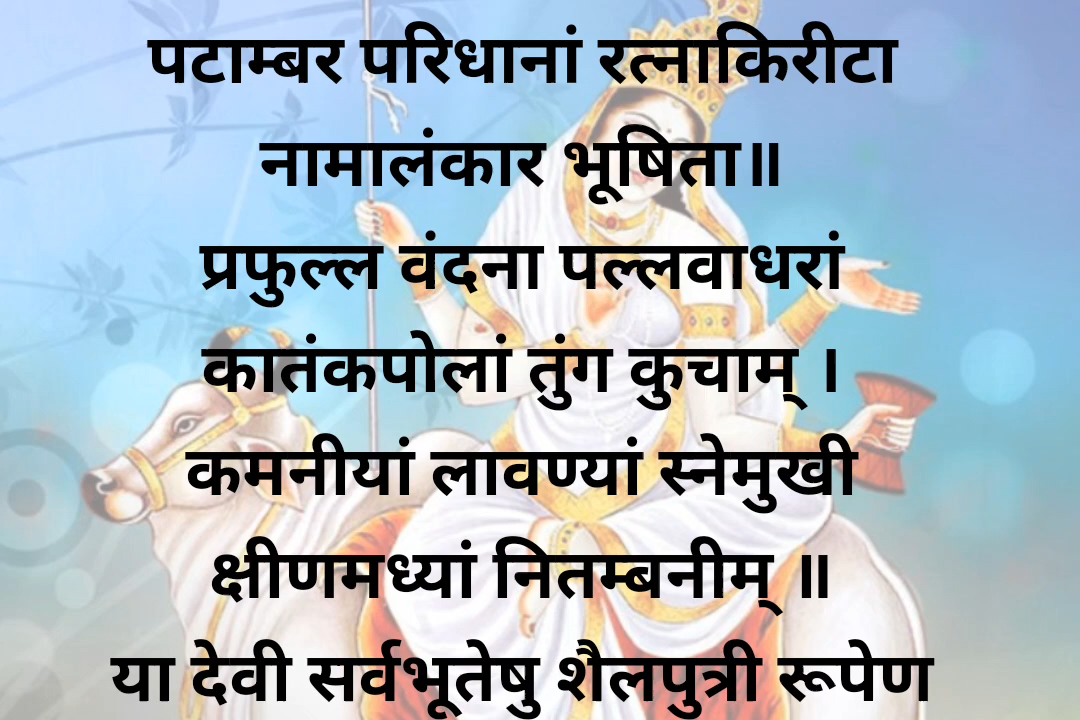 पटाम्बर परिधानां रत्नाकिरीटा
नामालंकार भूषिता॥
प्रफुल्ल वंदना पल्लवाधरां
कातंकपोलां तुंग कुचाम् ।
कमनीयां लावण्यां स्नेमुखी
क्षीणमध्यां नितम्बनीम् ॥
या देवी सर्वभूतेषु शैलपुत्री रूपेण